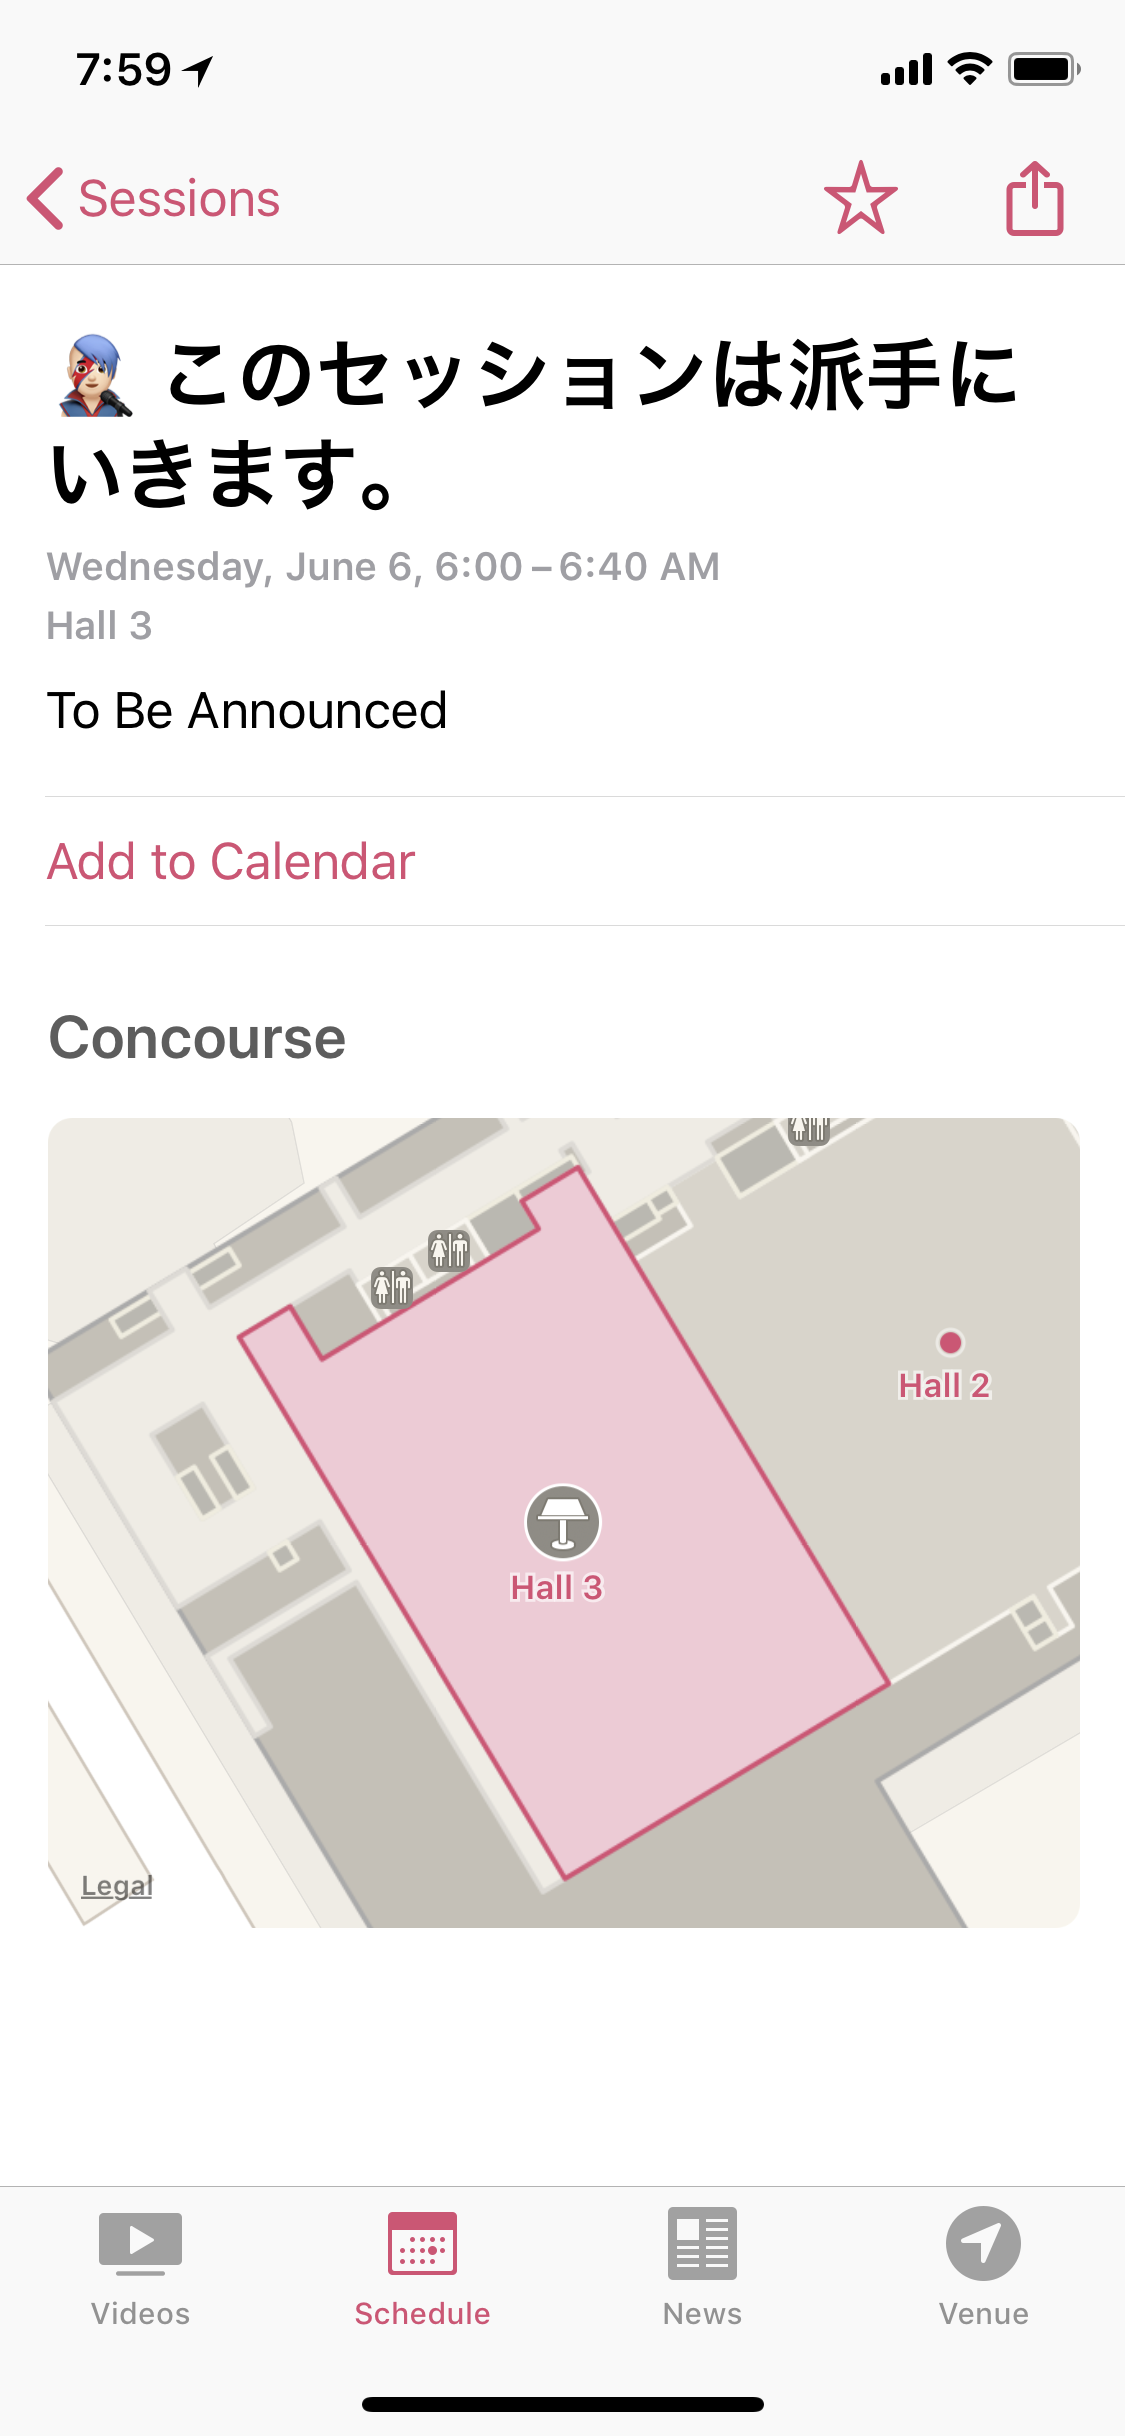 7:59
Sessions
このセッションは派手に
いきます。
Wednesday, June 6, 6:00 – 6:40 AM
Hall 3
To Be Announced
Add to Calendar
Concourse
Hall 2
Hall 3
Legal
Videos
Schedule
News
Venue